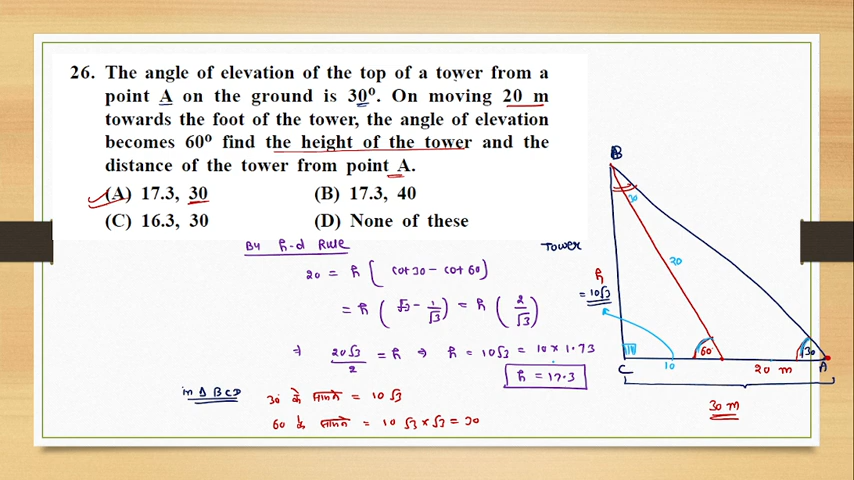 26. The angle of elevation of the top of a tower from a
point A on the ground is 30°. On moving 20 m
towards the foot of the tower, the angle of elevation
becomes 60° find the height of the tower and the
distance of the tower from point A.
(A) 17.3, 30 (B) 17.3, 40
(C) 16.3, 30 (D) None of these
By h-d Rule
20 = h ( cot 30 - cot 60)
= h ( √3 - 1/√3 ) = h ( 2/√3 )
⇒ 20√3/2 = h ⇒ h = 10√3 = 10 × 1.73
h = 17.3
in Δ BCD
30 के सामने = 10√3
60 के सामने = 10√3 × √3 = 30
Tower
B
30
20
h
= 10√3
60
30
C
10
20 m
A
30 m